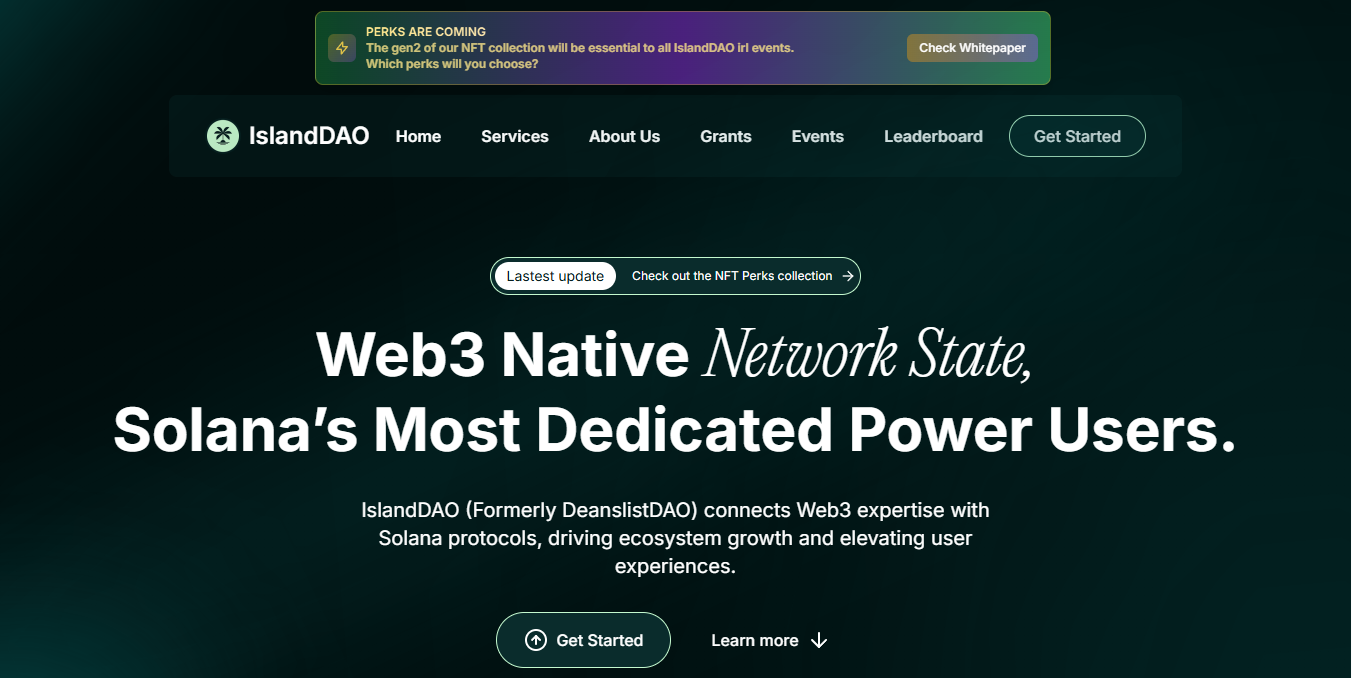 PERKS ARE COMING
The gen2 of our NFT collection will be essential to all IslandDAO irl events.
Which perks will you choose?
Check Whitepaper
IslandDAO Home Services About Us Grants Events Leaderboard Get Started
Lastest update Check out the NFT Perks collection →
Web3 Native Network State,
Solana’s Most Dedicated Power Users.
IslandDAO (Formerly DeanslistDAO) connects Web3 expertise with
Solana protocols, driving ecosystem growth and elevating user
experiences.
Get Started Learn more ↓